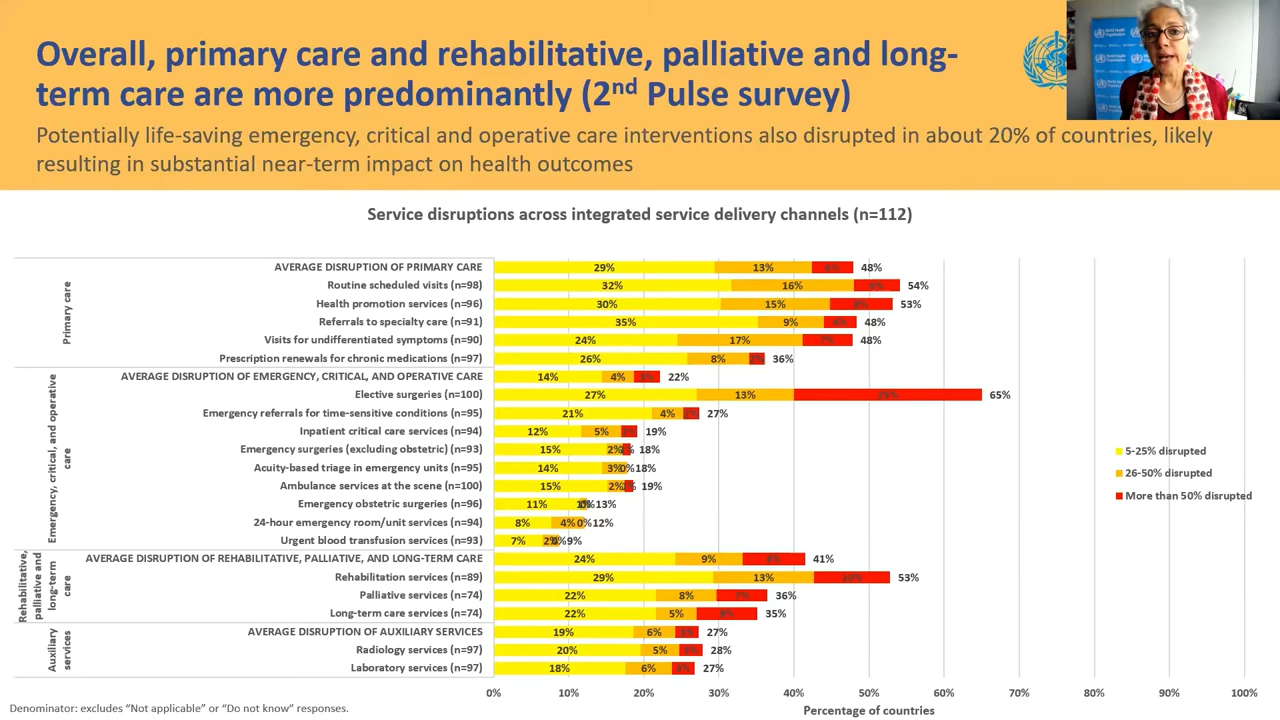 Overall, primary care and rehabilitative, palliative and long-
term care are more predominantly (2nd Pulse survey)
Potentially life-saving emergency, critical and operative care interventions also disrupted in about 20% of countries, likely
resulting in substantial near-term impact on health outcomes
Service disruptions across integrated service delivery channels (n=112)
Primary care
AVERAGE DISRUPTION OF PRIMARY CARE 29% 13% 48%
Routine scheduled visits (n=98) 32% 16% 54%
Health promotion services (n=96) 30% 15% 53%
Referrals to specialty care (n=91) 35% 9% 48%
Visits for undifferentiated symptoms (n=90) 24% 17% 48%
Prescription renewals for chronic medications (n=97) 26% 8% 36%
Emergency, critical, and operative
care
AVERAGE DISRUPTION OF EMERGENCY, CRITICAL, AND OPERATIVE CARE 14% 4% 22%
Elective surgeries (n=100) 27% 13% 65%
Emergency referrals for time-sensitive conditions (n=95) 21% 4% 27%
Inpatient critical care services (n=94) 12% 5% 19%
Emergency surgeries (excluding obstetric) (n=93) 15% 2% 18%
Acuity-based triage in emergency units (n=95) 14% 3% 0% 18%
Ambulance services at the scene (n=100) 15% 2% 19%
Emergency obstetric surgeries (n=96) 11% 13%
24-hour emergency room/unit services (n=94) 8% 4% 0% 12%
Urgent blood transfusion services (n=93) 7% 9%
Rehabilitative,
palliative and
long-term
care
AVERAGE DISRUPTION OF REHABILITATIVE, PALLIATIVE, AND LONG-TERM CARE 24% 9% 41%
Rehabilitation services (n=89) 29% 13% 53%
Palliative services (n=74) 22% 8% 36%
Long-term care services (n=74) 22% 5% 35%
Auxiliary
services
AVERAGE DISRUPTION OF AUXILIARY SERVICES 19% 6% 27%
Radiology services (n=97) 20% 5% 28%
Laboratory services (n=97) 18% 6% 27%
5-25% disrupted
26-50% disrupted
More than 50% disrupted
0% 10% 20% 30% 40% 50% 60% 70% 80% 90% 100%
Percentage of countries
Denominator: excludes “Not applicable” or “Do not know” responses.